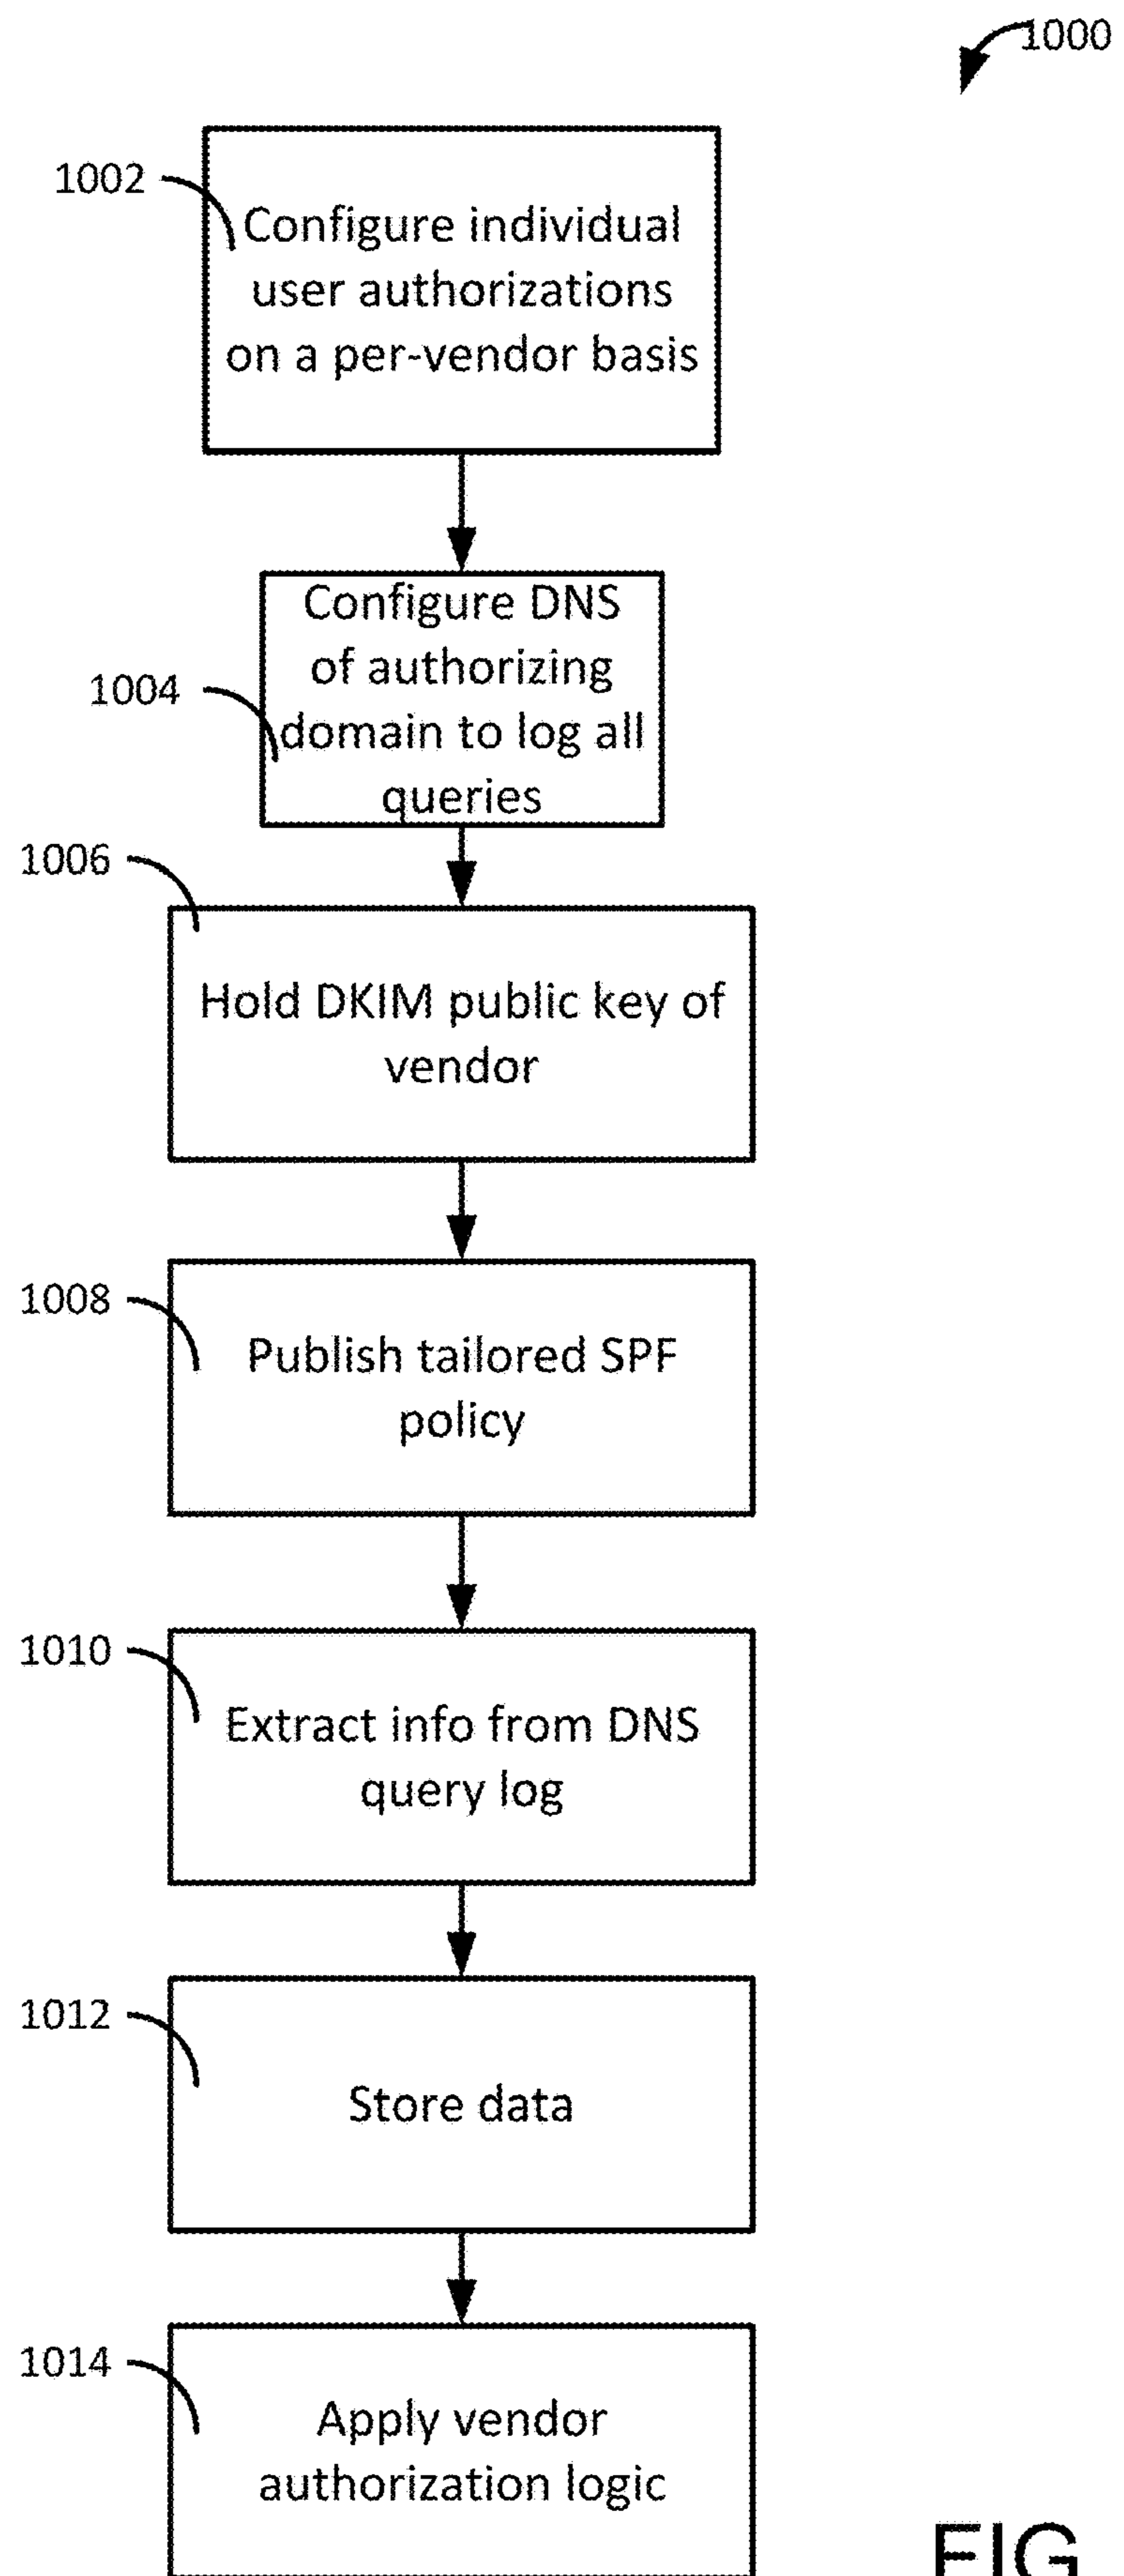 1000
1002
Configure individual
user authorizations
on a per-vendor basis
1004
Configure DNS
of authorizing
domain to log all
queries
1006
Hold DKIM public key of
vendor
1008
Publish tailored SPF
policy
1010
Extract info from DNS
query log
1012
Store data
1014
Apply vendor
authorization logic
FIG